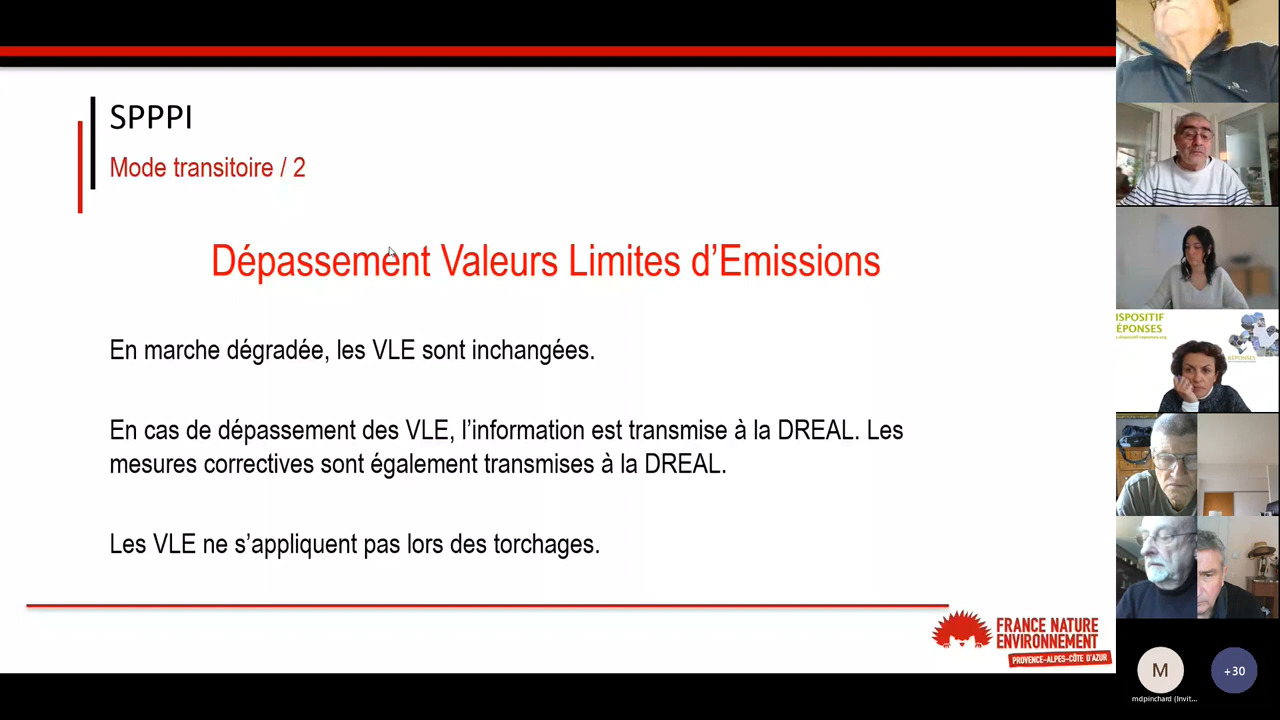 SPPPI
Mode transitoire / 2
Dépassement Valeurs Limites d’Emissions
En marche dégradée, les VLE sont inchangées.
En cas de dépassement des VLE, l’information est transmise à la DREAL. Les
mesures correctives sont également transmises à la DREAL.
Les VLE ne s’appliquent pas lors des torchages.
FRANCE NATURE
ENVIRONNEMENT
PROVENCE-ALPES-CÔTE D’AZUR
ISPOSITIF
ÉPONSES
RÉPONSES
M
+30
mdpinchard (Invit...